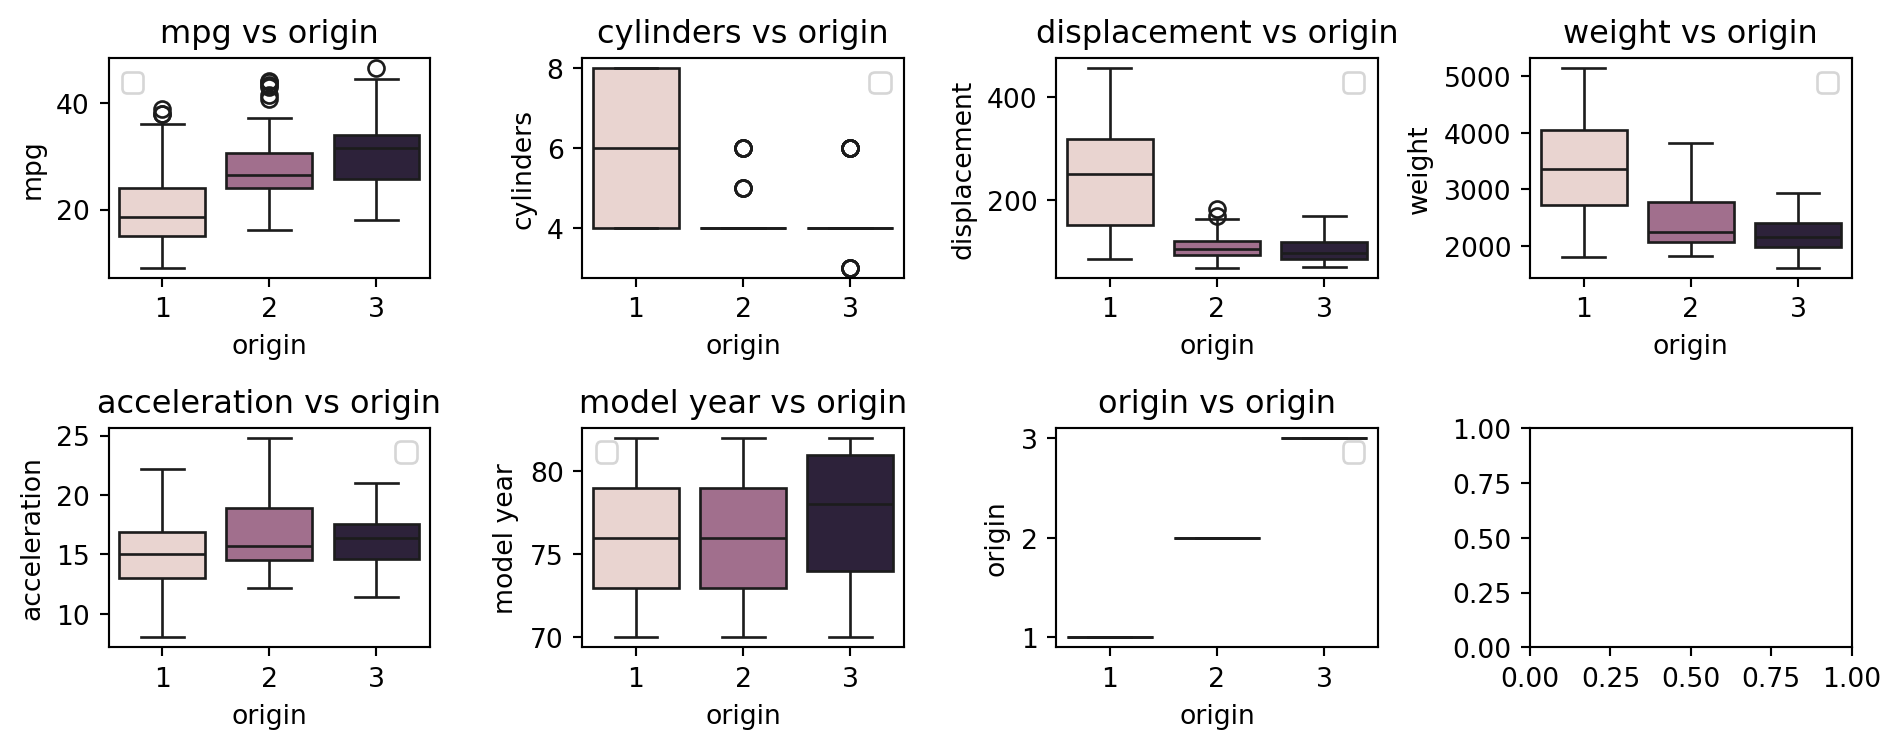 mpg vs origin
mpg
40
20
1 2 3
origin
cylinders vs origin
cylinders
8
6
4
1 2 3
origin
displacement vs origin
displacement
400
200
1 2 3
origin
weight vs origin
weight
5000
4000
3000
2000
1 2 3
origin
acceleration vs origin
acceleration
25
20
15
10
1 2 3
origin
model year vs origin
model year
80
75
70
1 2 3
origin
origin vs origin
origin
3
2
1
1 2 3
origin
1.00
0.75
0.50
0.25
0.00
0.00 0.25 0.50 0.75 1.00